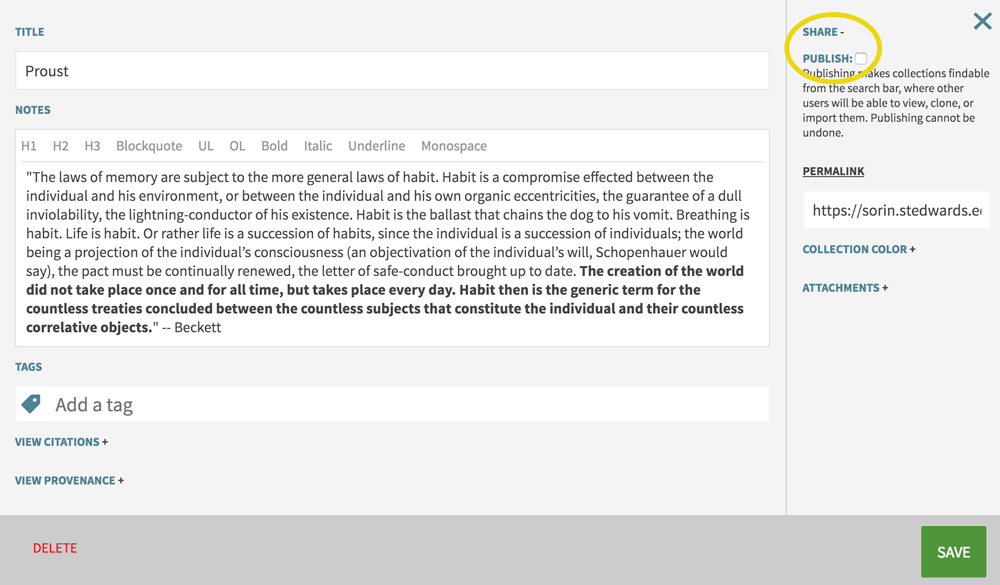 TITLE
Proust
NOTES
H1 H2 H3 Blockquote UL OL Bold Italic Underline Monospace
"The laws of memory are subject to the more general laws of habit. Habit is a compromise effected between the
individual and his environment, or between the individual and his own organic eccentricities, the guarantee of a dull
inviolability, the lightning-conductor of his existence. Habit is the ballast that chains the dog to his vomit. Breathing is
habit. Life is habit. Or rather life is a succession of habits, since the individual is a succession of individuals; the world
being a projection of the individual’s consciousness (an objectivation of the individual’s will, Schopenhauer would
say), the pact must be continually renewed, the letter of safe-conduct brought up to date. The creation of the world
did not take place once and for all time, but takes place every day. Habit then is the generic term for the
countless treaties concluded between the countless subjects that constitute the individual and their countless
correlative objects." -- Beckett
TAGS
Add a tag
VIEW CITATIONS +
VIEW PROVENANCE +
SHARE -
PUBLISH:
Publishing makes collections findable
from the search bar, where other
users will be able to view, clone, or
import them. Publishing cannot be
undone.
PERMALINK
https://sorin.stedwards.e
COLLECTION COLOR +
ATTACHMENTS +
DELETE
SAVE